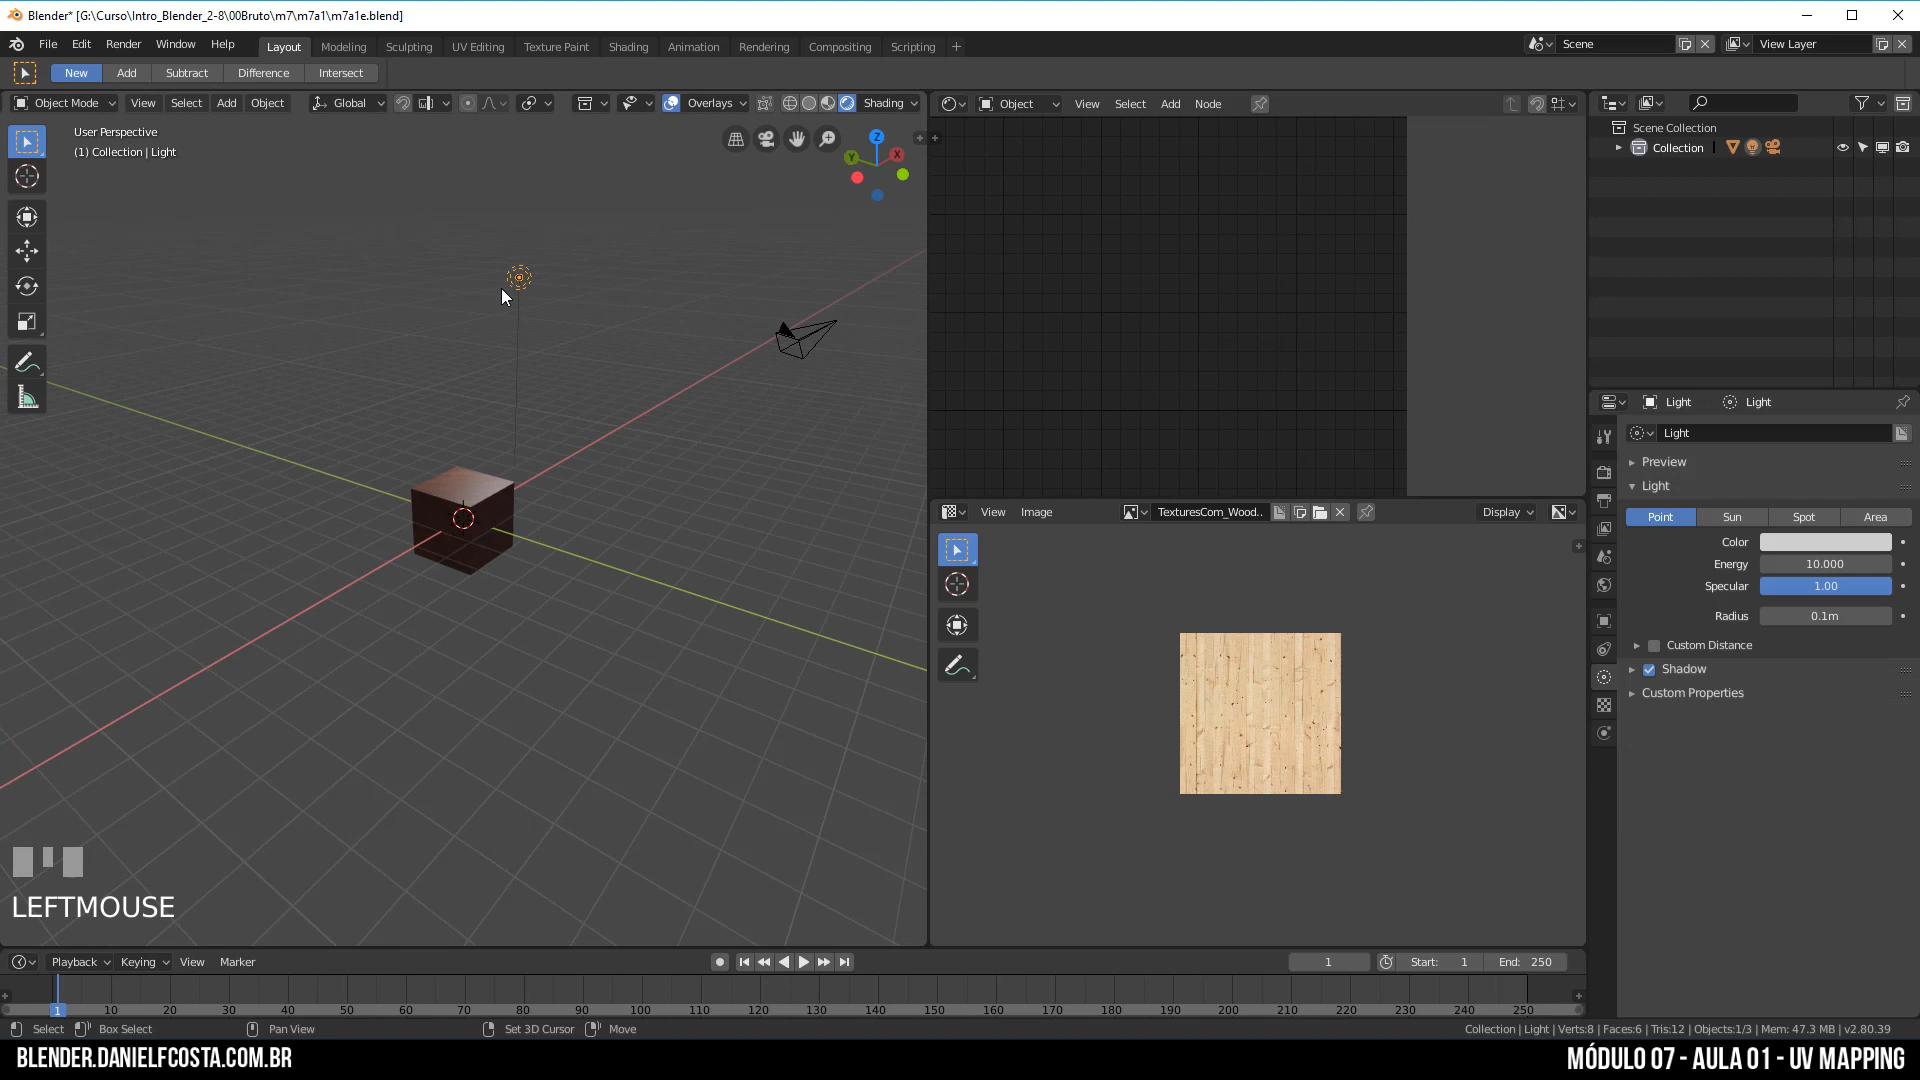 Blender* [G:\Curso\Intro_Blender_2-8\00Bruto\m7\m7a1\m7a1e.blend]
File Edit Render Window Help Layout Modeling Sculpting UV Editing Texture Paint Shading Animation Rendering Compositing Scripting + Scene View Layer
New Add Subtract Difference Intersect
Object Mode View Select Add Object Global Overlays Shading
Object View Select Add Node
User Perspective
(1) Collection | Light
Z
Y
X
Scene Collection
Collection
Light Light
Light
Preview
Light
Point Sun Spot Area
Color
Energy 10.000
Specular 1.00
Radius 0.1m
Custom Distance
Shadow
Custom Properties
View Image TexturesCom_Wood.. Display
LEFTMOUSE
Playback Keying View Marker 1 Start: 1 End: 250
1 10 20 30 40 50 60 70 80 90 100 110 120 130 140 150 160 170 180 190 200 210 220 230 240 250
Select Box Select Pan View Set 3D Cursor Move Collection | Light | Verts:8 | Faces:6 | Tris:12 | Objects:1/3 | Mem: 47.3 MB | v2.80.39
BLENDER.DANIELFCOSTA.COM.BR
MÓDULO 07 - AULA 01 - UV MAPPING